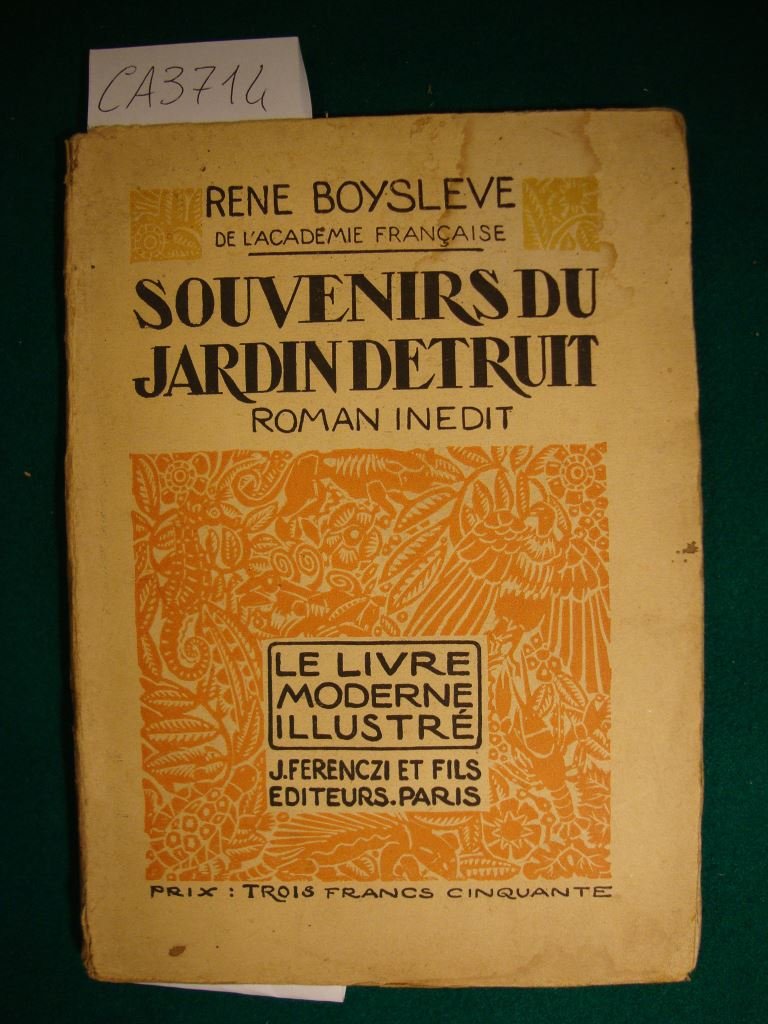 CA3714
RENE BOYSLEVE
DE L'ACADEMIE FRANÇAISE
SOUVENIRS DU
JARDIN DETRUIT
ROMAN INEDIT
LE LIVRE
MODERNE
ILLUSTRÉ
J. FERENCZI ET FILS
EDITEURS. PARIS
PRIX : TROIS FRANCS CINQUANTE